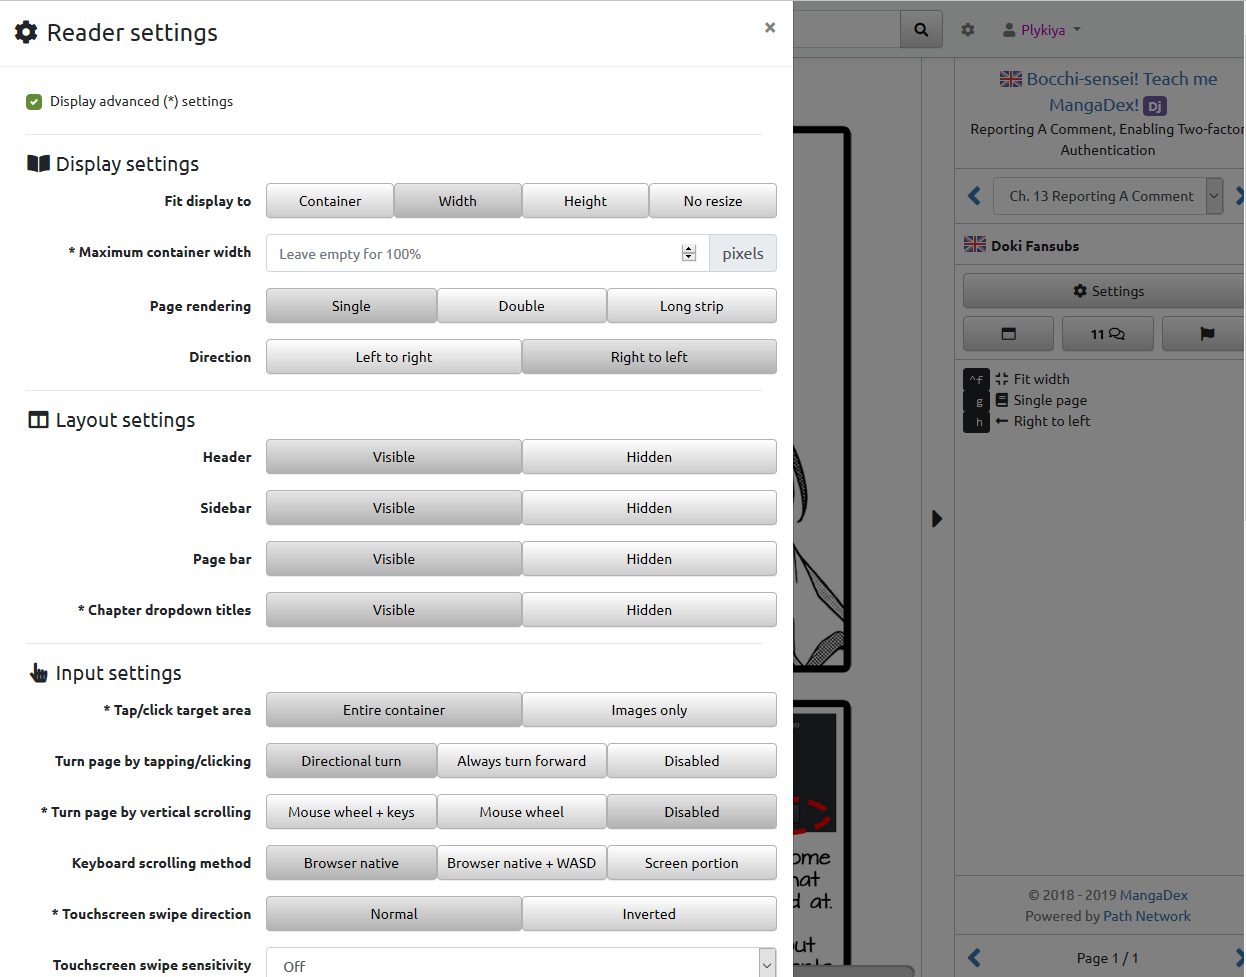 Reader settings
×
Display advanced (*) settings
Display settings
Fit display to
Container
Width
Height
No resize
* Maximum container width
Leave empty for 100%
pixels
Page rendering
Single
Double
Long strip
Direction
Left to right
Right to left
Layout settings
Header
Visible
Hidden
Sidebar
Visible
Hidden
Page bar
Visible
Hidden
* Chapter dropdown titles
Visible
Hidden
Input settings
* Tap/click target area
Entire container
Images only
Turn page by tapping/clicking
Directional turn
Always turn forward
Disabled
* Turn page by vertical scrolling
Mouse wheel + keys
Mouse wheel
Disabled
Keyboard scrolling method
Browser native
Browser native + WASD
Screen portion
* Touchscreen swipe direction
Normal
Inverted
Touchscreen swipe sensitivity
Off
Plykiya
Bocchi-sensei! Teach me
MangaDex! Dj
Reporting A Comment, Enabling Two-factor
Authentication
Ch. 13 Reporting A Comment
Doki Fansubs
Settings
11
^f Fit width
g Single page
h Right to left
at.
© 2018 - 2019 MangaDex
Powered by Path Network
Page 1 / 1